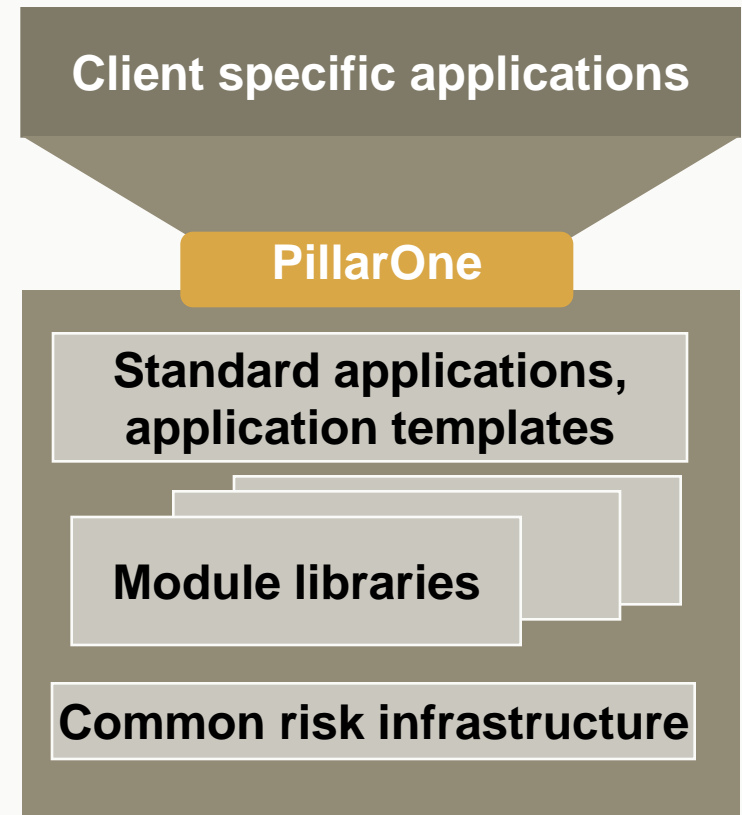 Client specific applications
PillarOne
Standard applications,
application templates
Module libraries
Common risk infrastructure